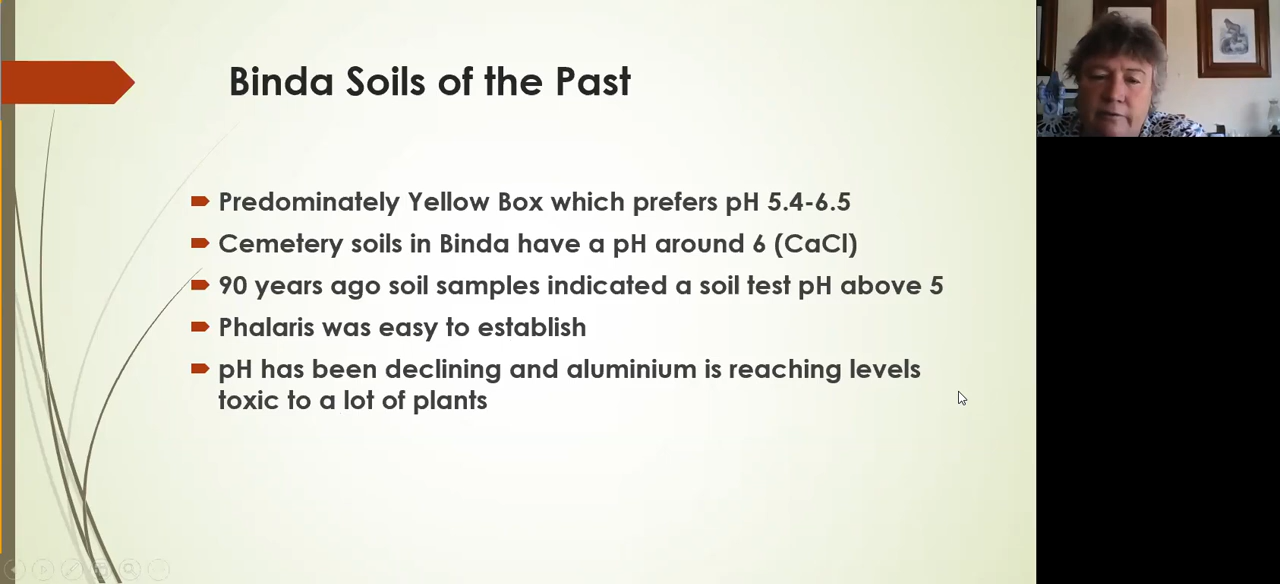 Binda Soils of the Past
Predominately Yellow Box which prefers pH 5.4-6.5
Cemetery soils in Binda have a pH around 6 (CaCl)
90 years ago soil samples indicated a soil test pH above 5
Phalaris was easy to establish
pH has been declining and aluminium is reaching levels
toxic to a lot of plants